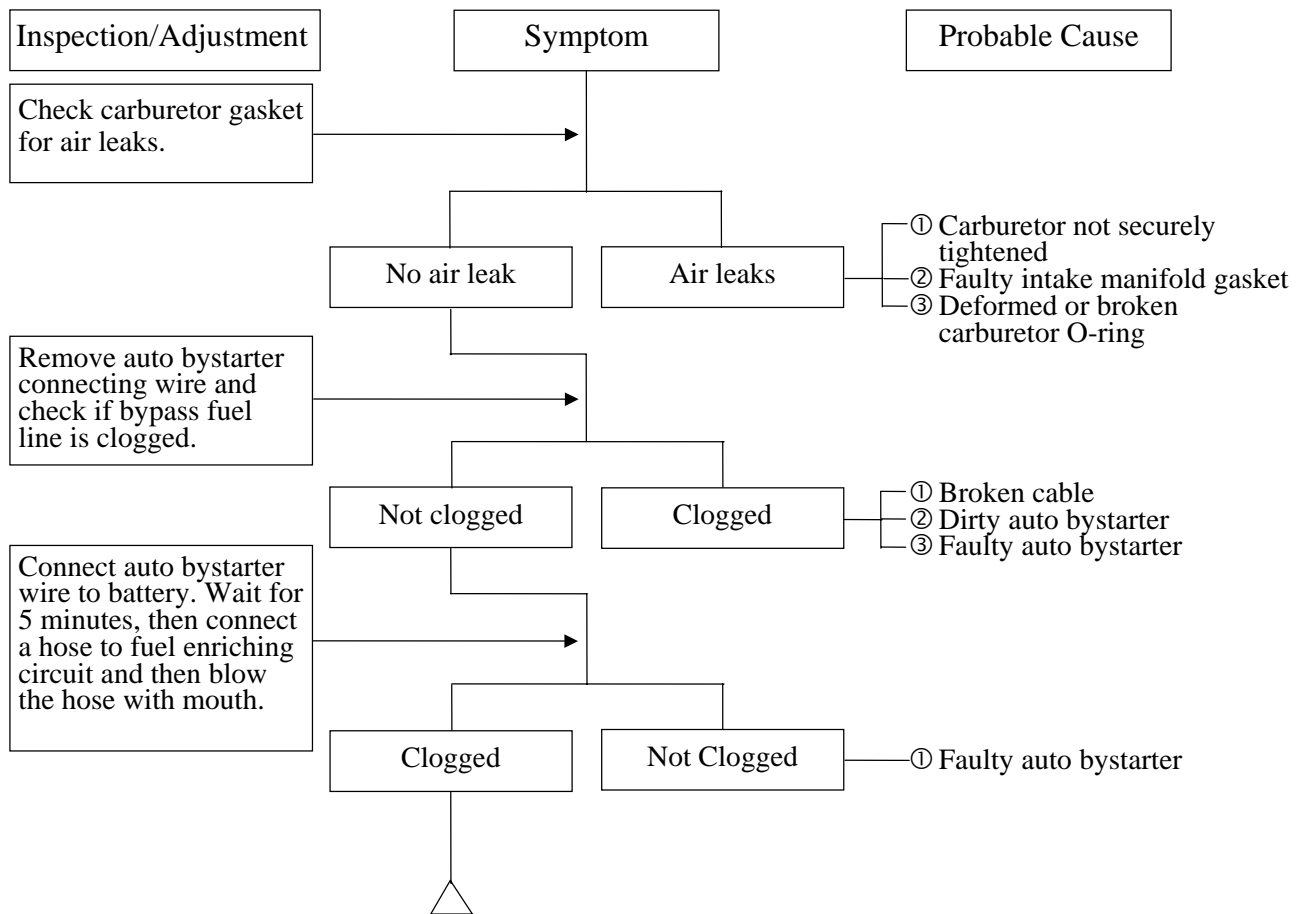 Inspection/Adjustment
Symptom
Probable Cause
Check carburetor gasket
for air leaks.
No air leak
Air leaks
① Carburetor not securely
tightened
② Faulty intake manifold gasket
③ Deformed or broken
carburetor O-ring
Remove auto bystarter
connecting wire and
check if bypass fuel
line is clogged.
Not clogged
Clogged
① Broken cable
② Dirty auto bystarter
③ Faulty auto bystarter
Connect auto bystarter
wire to battery. Wait for
5 minutes, then connect
a hose to fuel enriching
circuit and then blow
the hose with mouth.
Clogged
Not Clogged
① Faulty auto bystarter